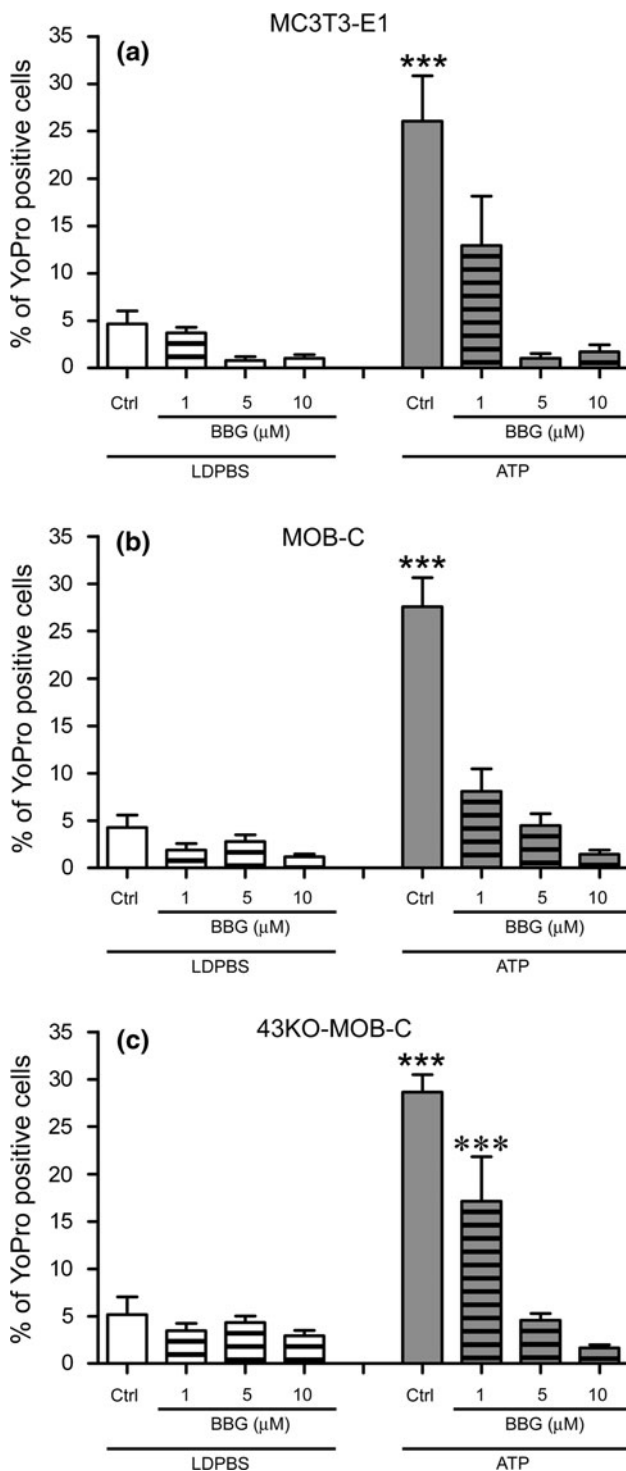 MC3T3-E1
(a)
***
% of YoPro positive cells
35
30
25
20
15
10
5
0
Ctrl 1 5 10 Ctrl 1 5 10
BBG (μM) BBG (μM)
LDPBS ATP
(b) MOB-C
***
% of YoPro positive cells
35
30
25
20
15
10
5
0
Ctrl 1 5 10 Ctrl 1 5 10
BBG (μM) BBG (μM)
LDPBS ATP
43KO-MOB-C
(c)
***
***
% of YoPro positive cells
35
30
25
20
15
10
5
0
Ctrl 1 5 10 Ctrl 1 5 10
BBG (μM) BBG (μM)
LDPBS ATP